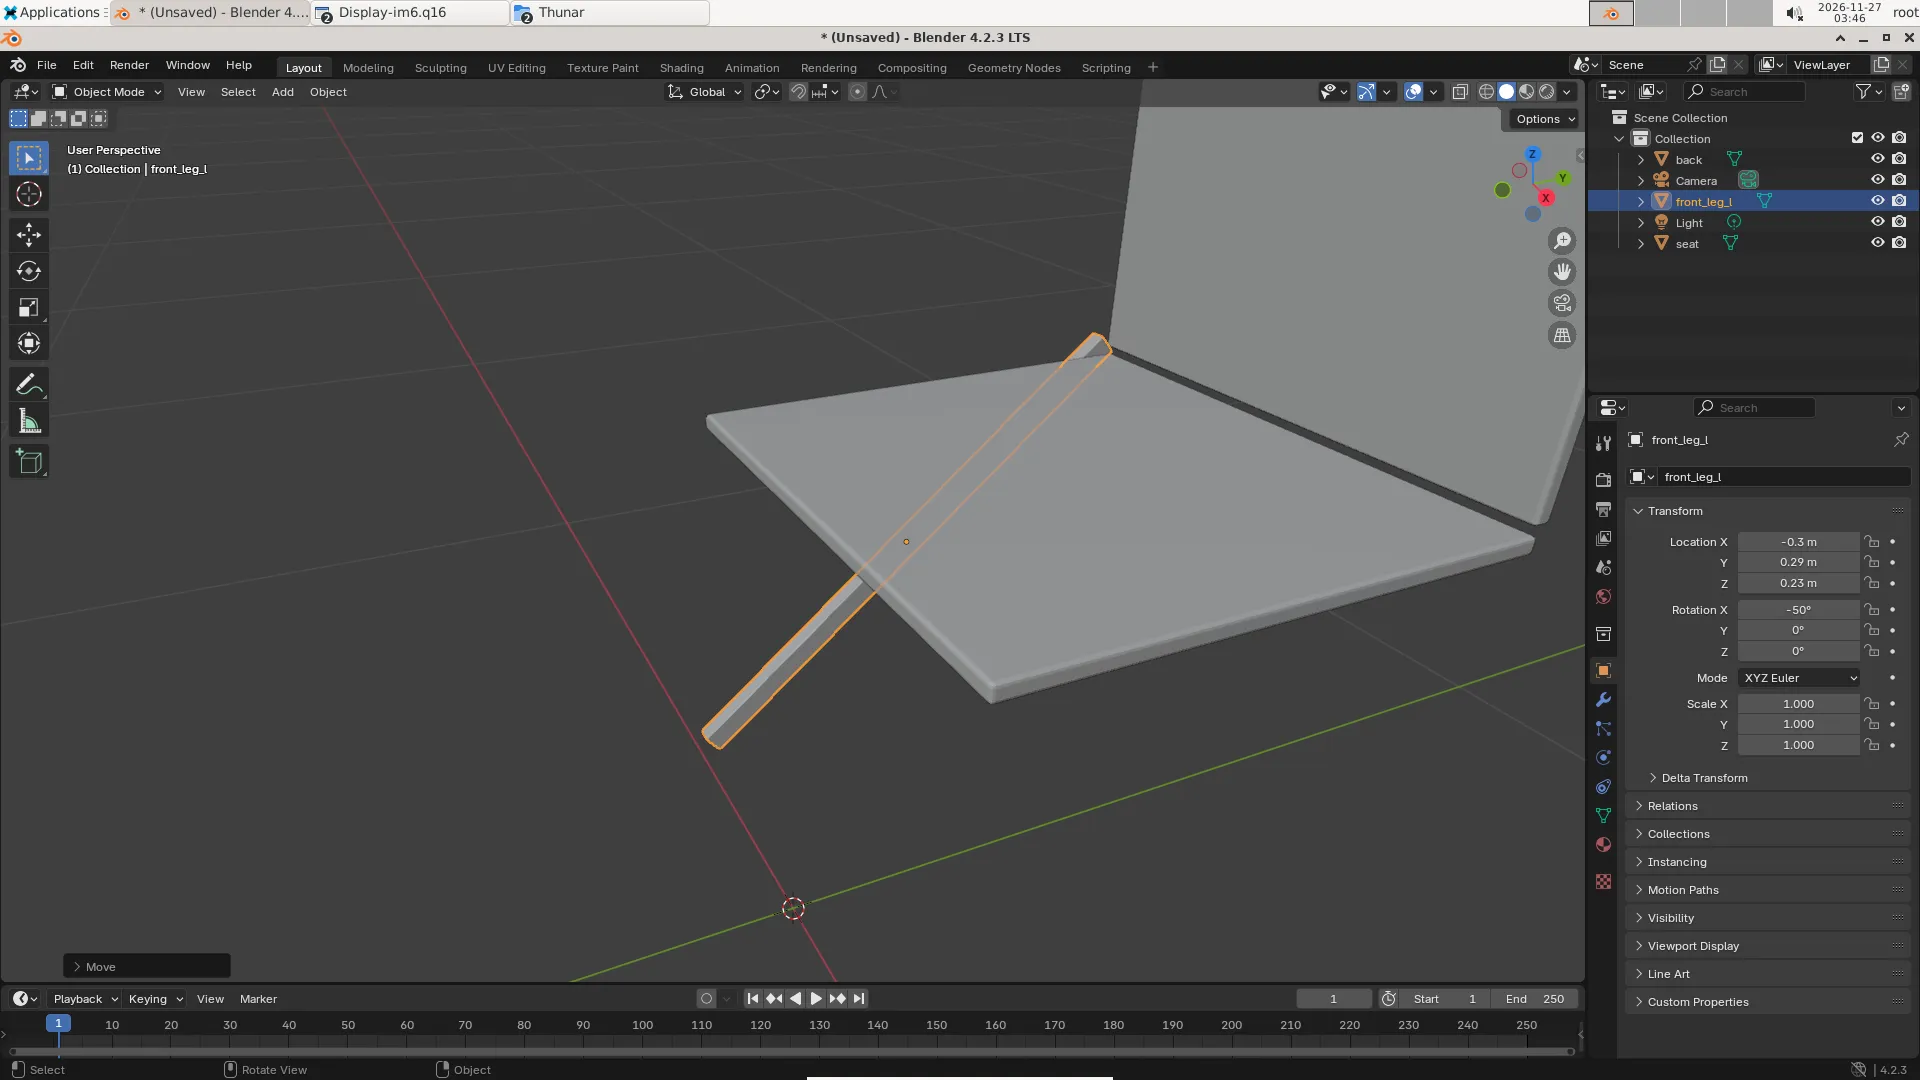 Applications
* (Unsaved) - Blender 4....
2
Display-im6.q16
2
Thunar
2026-11-27
03:46
root
* (Unsaved) - Blender 4.2.3 LTS
File
Edit
Render
Window
Help
Layout
Modeling
Sculpting
UV Editing
Texture Paint
Shading
Animation
Rendering
Compositing
Geometry Nodes
Scripting
Scene
ViewLayer
Object Mode
View
Select
Add
Object
Global
Search
Options
User Perspective
(1) Collection | front_leg_l
Z
Y
X
Scene Collection
Collection
back
Camera
front_leg_l
Light
seat
Search
front_leg_l
front_leg_l
Transform
Location X
-0.3 m
Y
0.29 m
Z
0.23 m
Rotation X
-50°
Y
0°
Z
0°
Mode
XYZ Euler
Scale X
1.000
Y
1.000
Z
1.000
Delta Transform
Relations
Collections
Instancing
Motion Paths
Visibility
Viewport Display
Line Art
Custom Properties
Move
Playback
Keying
View
Marker
1
Start
1
End
250
1
10
20
30
40
50
60
70
80
90
100
110
120
130
140
150
160
170
180
190
200
210
220
230
240
250
Select
Rotate View
Object
4.2.3